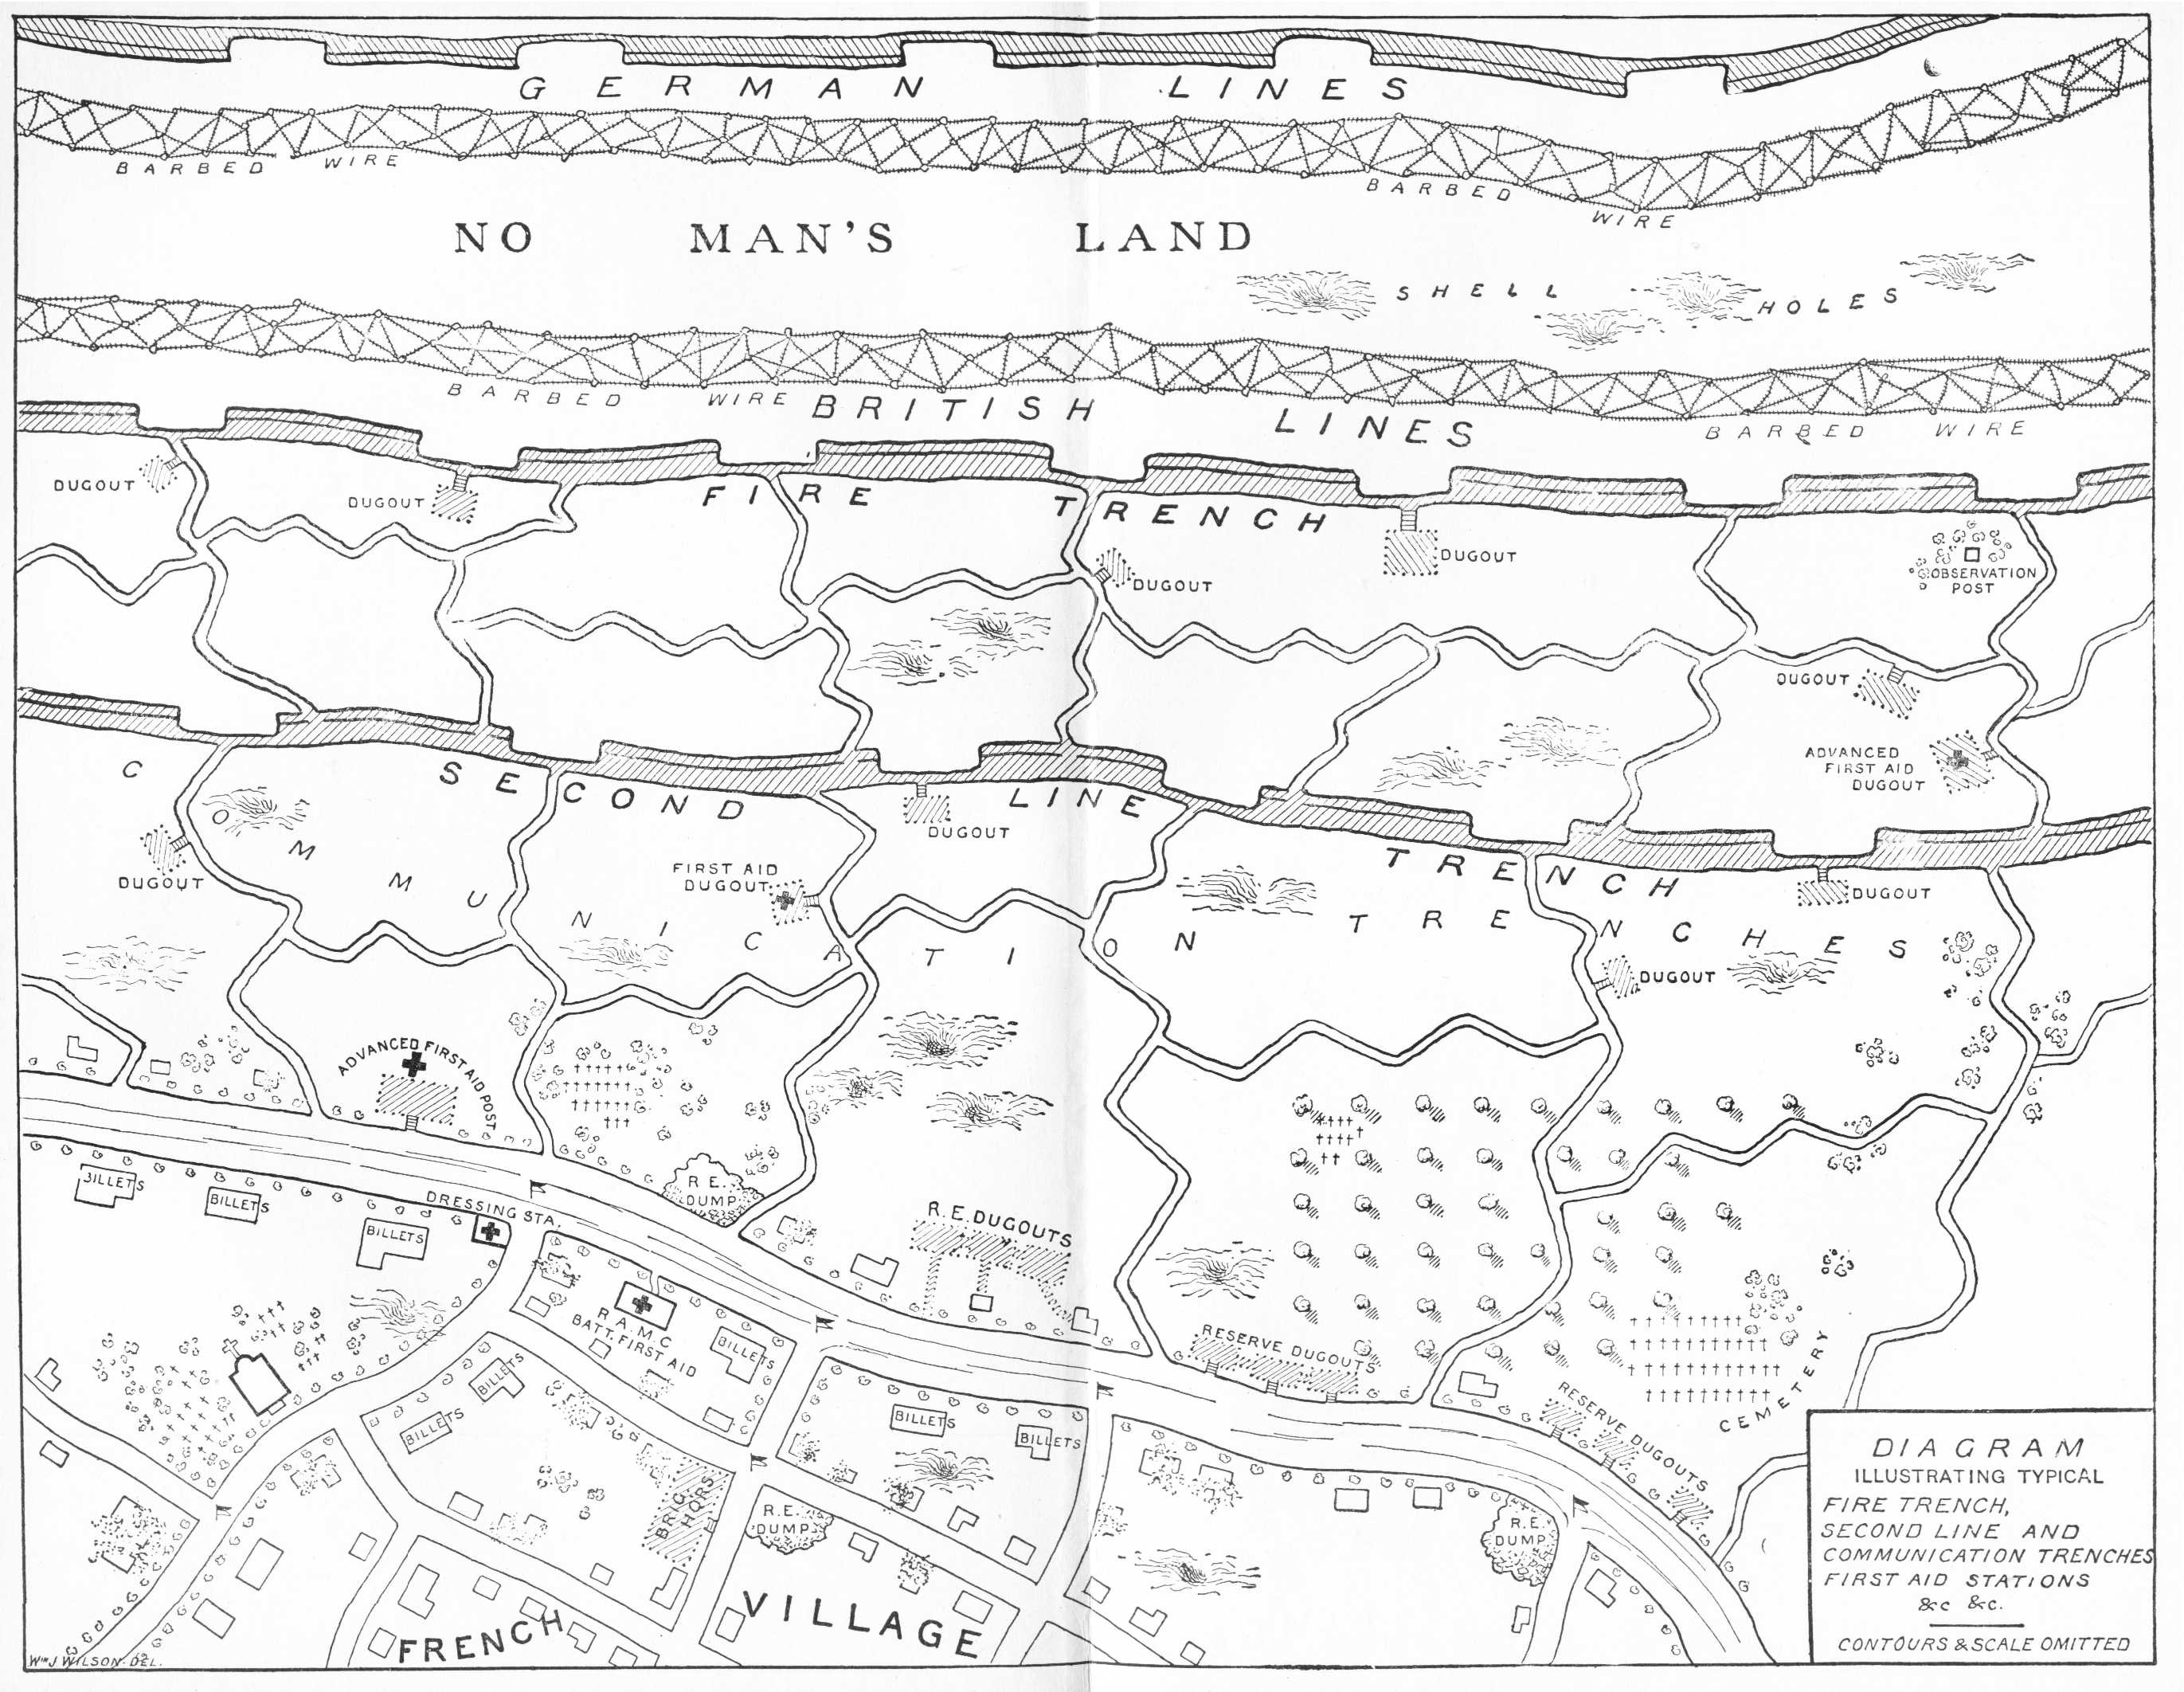 GERMAN LINES
BARBED WIRE
BARBED WIRE
NO MAN'S LAND
SHELL HOLES
BARBED WIRE
BRITISH LINES
BARBED WIRE
DUGOUT
DUGOUT
FIRE TRENCH
DUGOUT
DUGOUT
OBSERVATION
POST
DUGOUT
ADVANCED
FIRST AID
DUGOUT
SECOND LINE TRENCH
COMMUNICATION TRENCHES
DUGOUT
FIRST AID
DUGOUT
DUGOUT
DUGOUT
DUGOUT
ADVANCED FIRST AID POST
R.E.
DUMP
BILLETS
BILLETS
BILLETS
DRESSING STA.
R.E. DUGOUTS
R.A.M.C
BATT. FIRST AID
BILLETS
BILLETS
BILLETS
RESERVE DUGOUTS
CEMETERY
RESERVE DUGOUTS
BILLETS
BILLETS
BRIG.
HQRS
R.E.
DUMP
R.E.
DUMP
FRENCH VILLAGE
DIAGRAM
ILLUSTRATING TYPICAL
FIRE TRENCH,
SECOND LINE AND
COMMUNICATION TRENCHES
FIRST AID STATIONS
&c &c.
CONTOURS & SCALE OMITTED
Wm J WILSON. DEL.